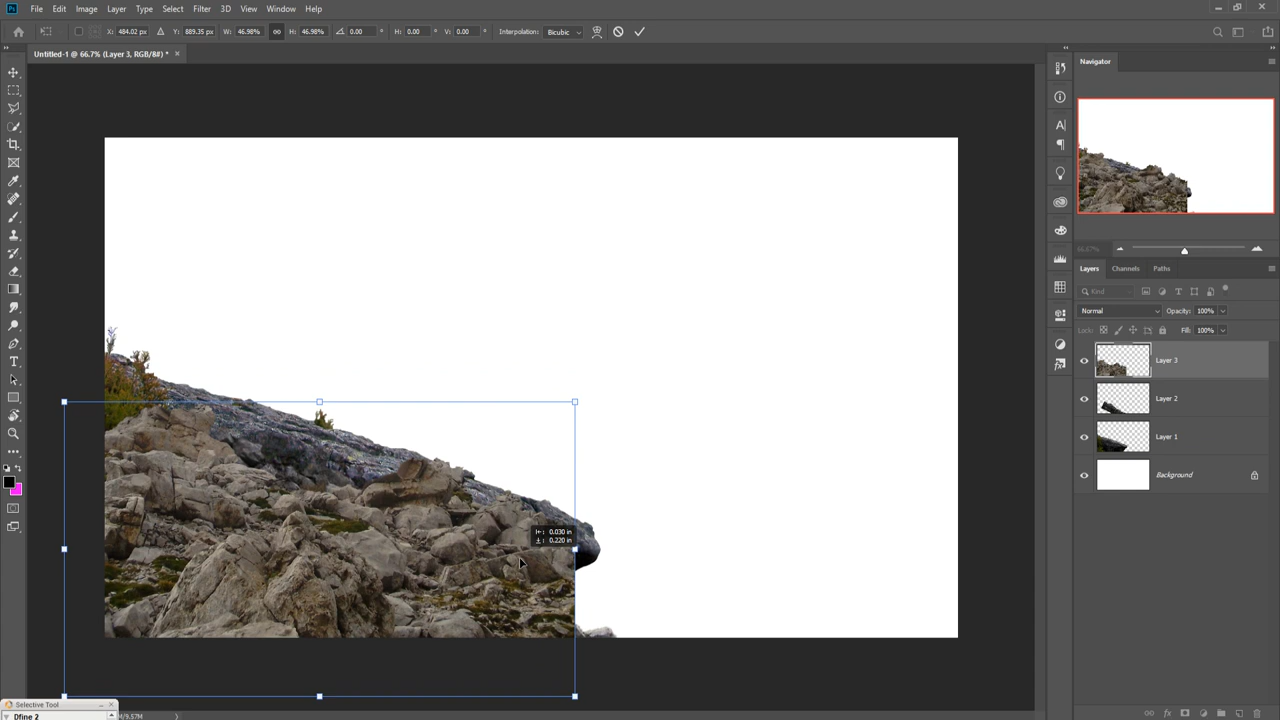 Ps File Edit Image Layer Type Select Filter 3D View Window Help
X: 484.02 px Y: 889.35 px W: 46.98% H: 46.98% 0.00 ° H: 0.00 ° V: 0.00 ° Interpolation: Bicubic
Untitled-1 @ 66.7% (Layer 3, RGB/8#) * ×
Navigator
66.67%
Layers Channels Paths
Kind
Normal Opacity: 100%
Lock: Fill: 100%
Layer 3
Layer 2
Layer 1
Background
0.030 in
0.220 in
Selective Tool
Dfine 2
M/9.57M